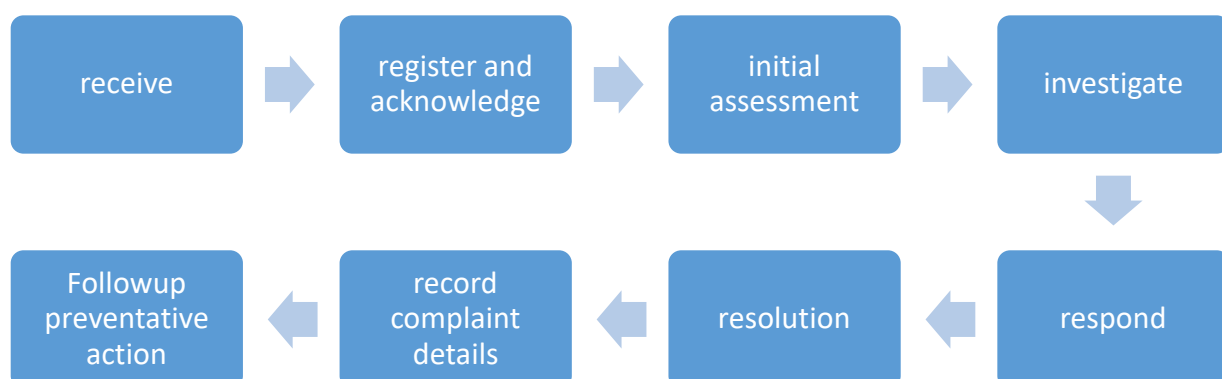 receive
register and
acknowledge
initial
assessment
investigate
respond
resolution
record
complaint
details
Followup
preventative
action